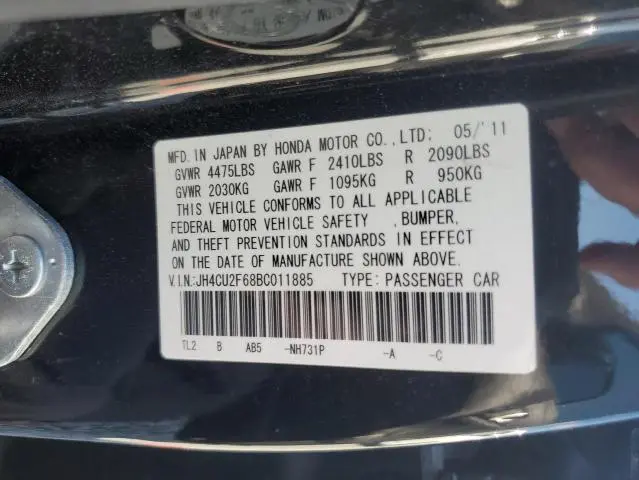 MFD.IN JAPAN BY HONDA MOTOR CO.,LTD: 05/'11
GVWR 4475LBS GAWR F 2410LBS R 2090LBS
GVWR 2030KG GAWR F 1095KG R 950KG
THIS VEHICLE CONFORMS TO ALL APPLICABLE
FEDERAL MOTOR VEHICLE SAFETY ,BUMPER,
AND THEFT PREVENTION STANDARDS IN EFFECT
ON THE DATE OF MANUFACTURE SHOWN ABOVE.
V.I.N:JH4CU2F68BC011885 TYPE:PASSENGER CAR
TL2 B AB5 -NH731P -A -C